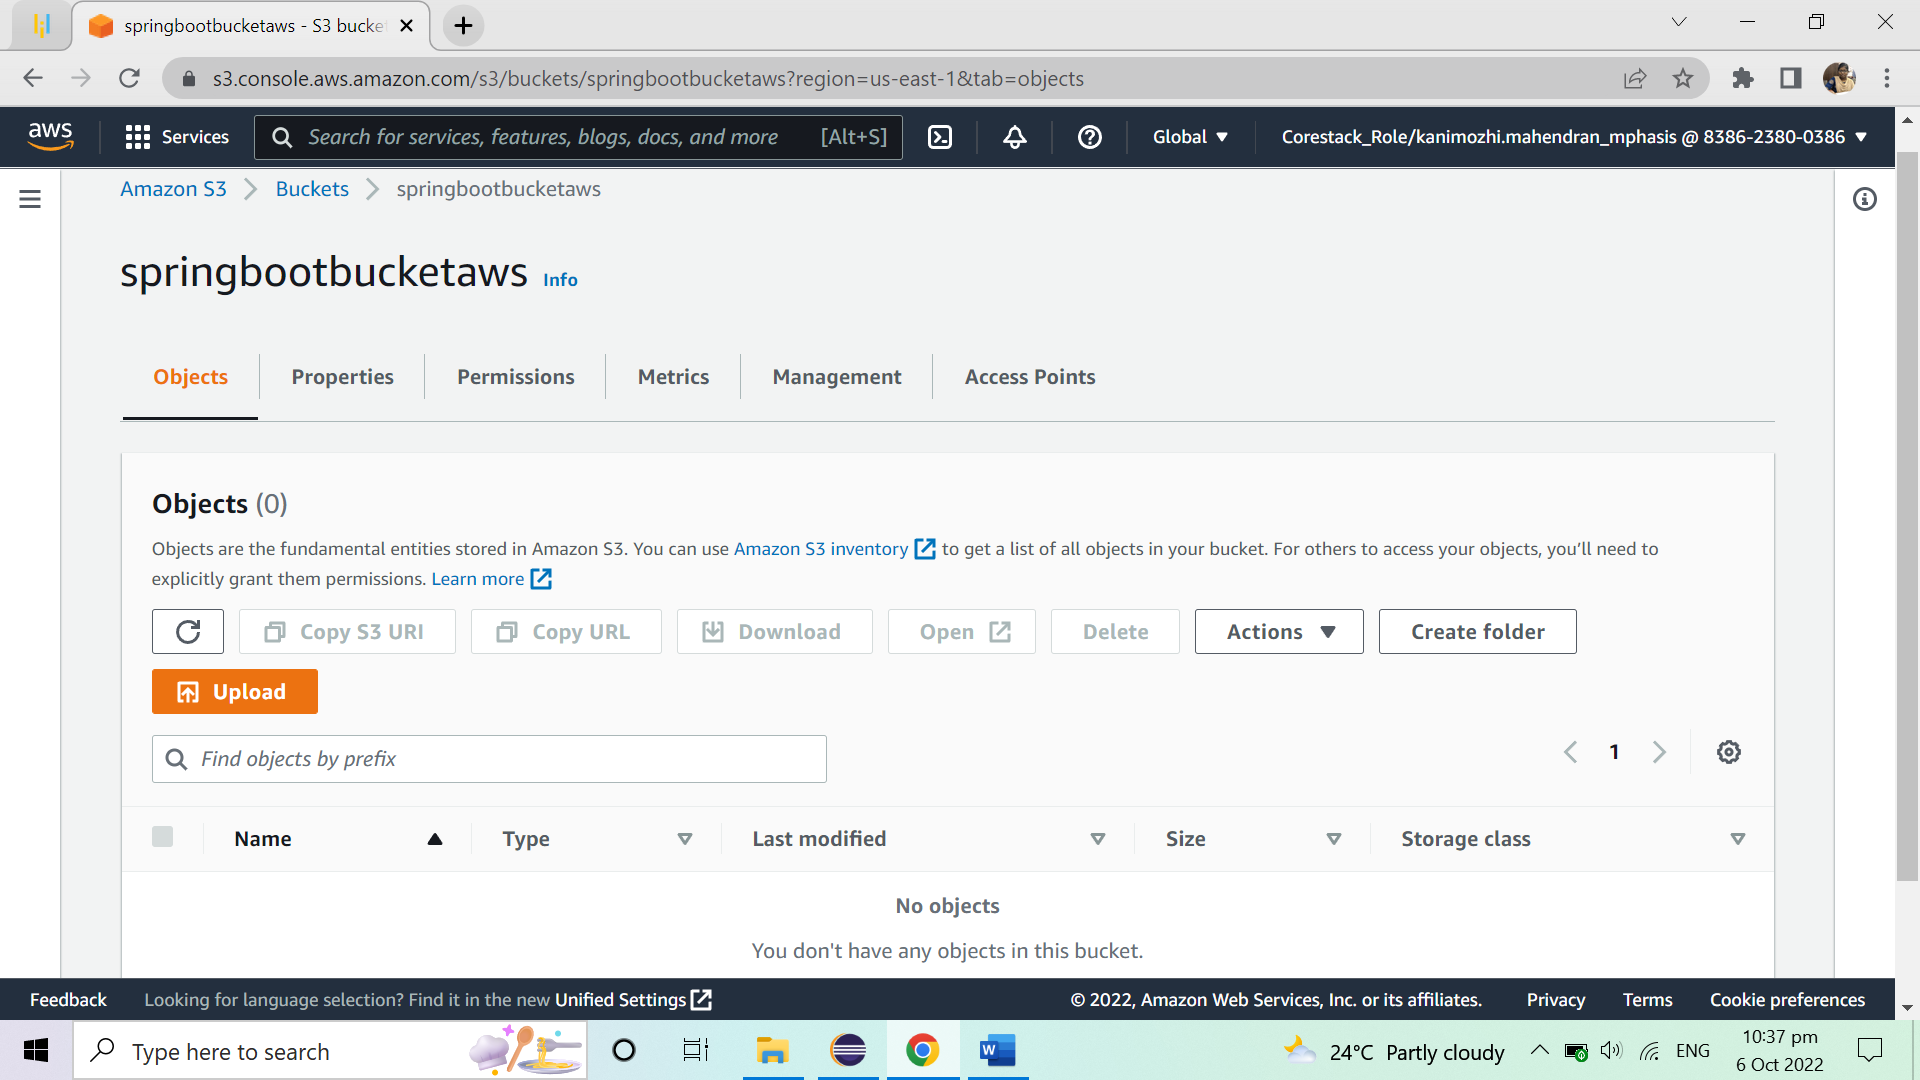 springbootbucketaws - S3 bucke
s3.console.aws.amazon.com/s3/buckets/springbootbucketaws?region=us-east-1&tab=objects
aws Services Search for services, features, blogs, docs, and more [Alt+S] Global Corestack_Role/kanimozhi.mahendran_mphasis @ 8386-2380-0386
Amazon S3 Buckets springbootbucketaws
springbootbucketaws Info
Objects Properties Permissions Metrics Management Access Points
Objects (0)
Objects are the fundamental entities stored in Amazon S3. You can use Amazon S3 inventory to get a list of all objects in your bucket. For others to access your objects, you’ll need to
explicitly grant them permissions. Learn more
Copy S3 URI Copy URL Download Open Delete Actions Create folder
Upload
Find objects by prefix 1
Name Type Last modified Size Storage class
No objects
You don't have any objects in this bucket.
Feedback Looking for language selection? Find it in the new Unified Settings © 2022, Amazon Web Services, Inc. or its affiliates. Privacy Terms Cookie preferences
Type here to search W 24°C Partly cloudy ENG 10:37 pm
6 Oct 2022